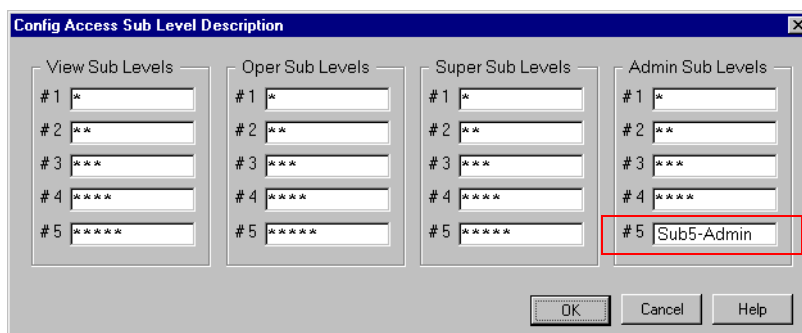 Config Access Sub Level Description
View Sub Levels Oper Sub Levels Super Sub Levels Admin Sub Levels
#1 * #1 * #1 * #1 *
#2 ** #2 ** #2 ** #2 **
#3 *** #3 *** #3 *** #3 ***
#4 **** #4 **** #4 **** #4 ****
#5 ***** #5 ***** #5 ***** #5 Sub5-Admin
OK Cancel Help